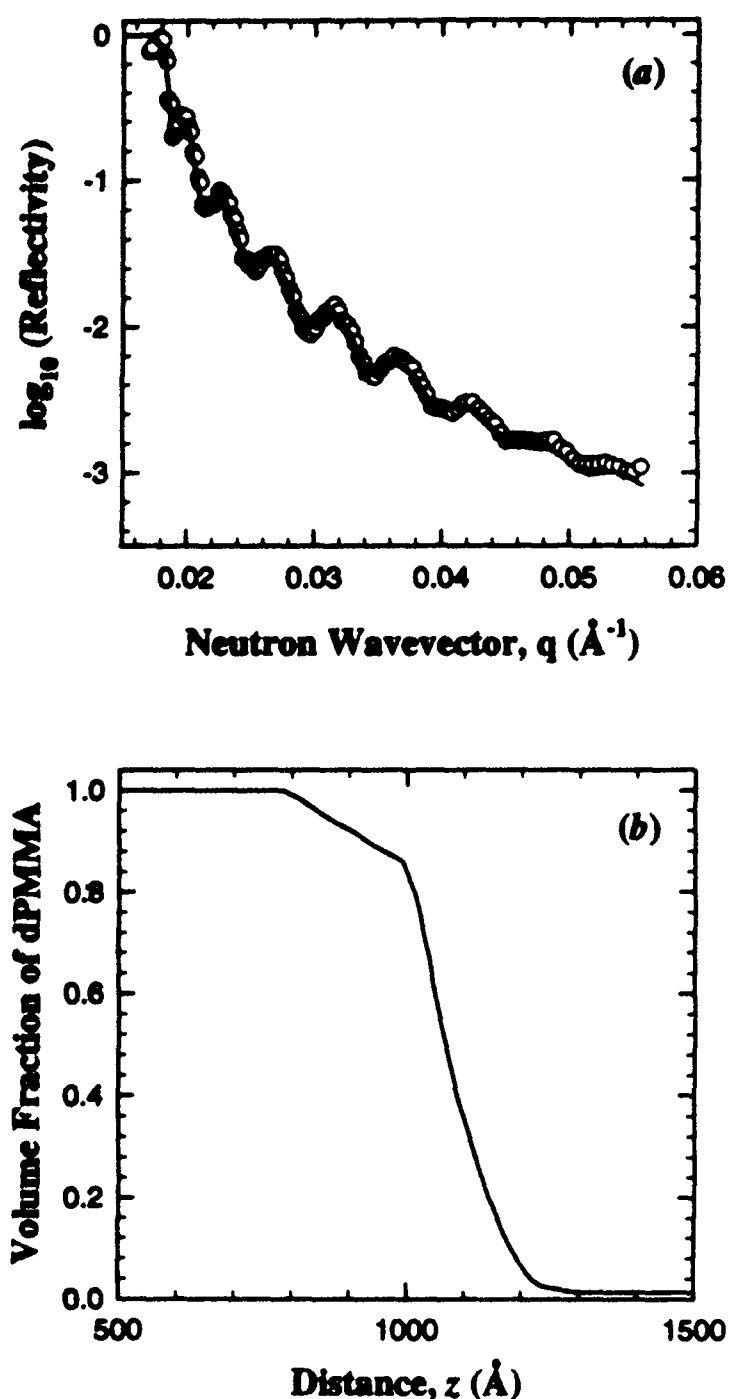 (a)
0
-1
-2
-3
log10 (Reflectivity)
0.02 0.03 0.04 0.05 0.06
Neutron Wavevector, q (Å-1)
(b)
1.0
0.8
0.6
0.4
0.2
0.0
Volume Fraction of dPMMA
500 1000 1500
Distance, z (Å)